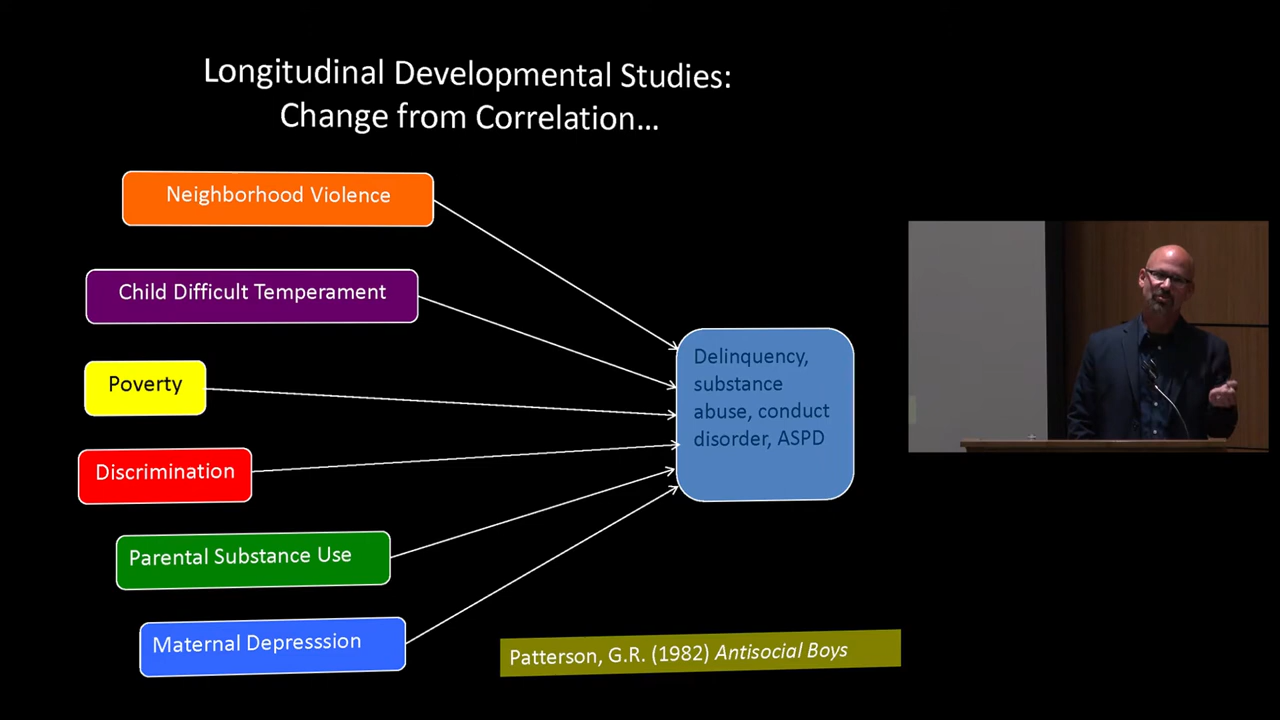 Longitudinal Developmental Studies:
Change from Correlation…
Neighborhood Violence
Child Difficult Temperament
Poverty
Discrimination
Parental Substance Use
Maternal Depresssion
Delinquency,
substance
abuse, conduct
disorder, ASPD
Patterson, G.R. (1982) Antisocial Boys